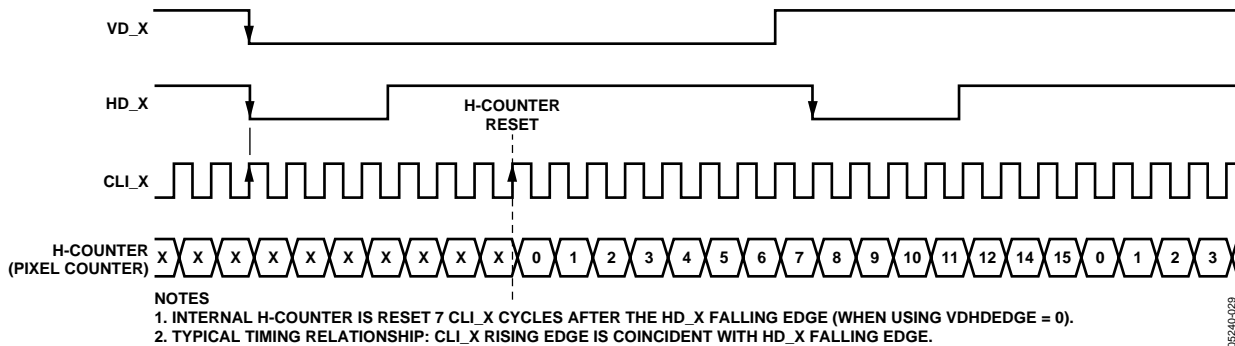 VD_X
HD_X
H-COUNTER
RESET
CLI_X
H-COUNTER
(PIXEL COUNTER)
X X X X X X X X X X 0 1 2 3 4 5 6 7 8 9 10 11 12 14 15 0 1 2 3
NOTES
1. INTERNAL H-COUNTER IS RESET 7 CLI_X CYCLES AFTER THE HD_X FALLING EDGE (WHEN USING VDHDEDGE = 0).
2. TYPICAL TIMING RELATIONSHIP: CLI_X RISING EDGE IS COINCIDENT WITH HD_X FALLING EDGE.
05240-029